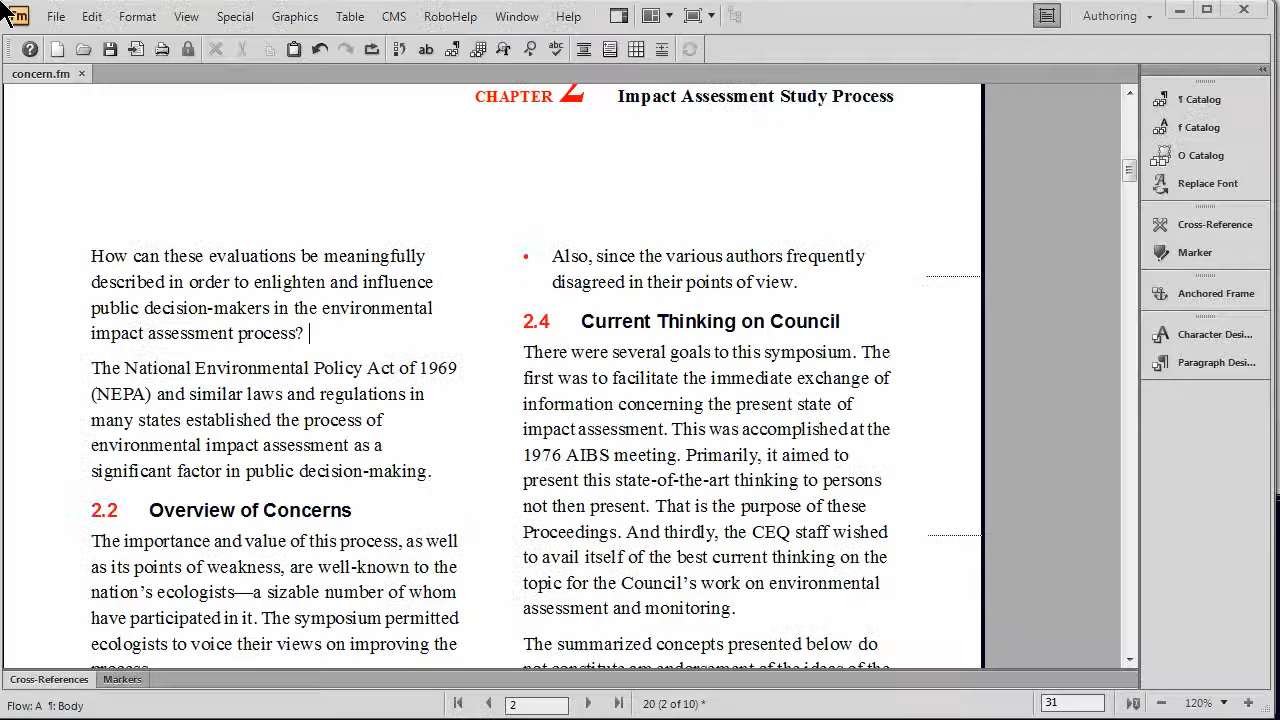 Fm File Edit Format View Special Graphics Table CMS RoboHelp Window Help Authoring
concern.fm
CHAPTER 2 Impact Assessment Study Process
How can these evaluations be meaningfully
described in order to enlighten and influence
public decision-makers in the environmental
impact assessment process?
The National Environmental Policy Act of 1969
(NEPA) and similar laws and regulations in
many states established the process of
environmental impact assessment as a
significant factor in public decision-making.
2.2 Overview of Concerns
The importance and value of this process, as well
as its points of weakness, are well-known to the
nation’s ecologists—a sizable number of whom
have participated in it. The symposium permitted
ecologists to voice their views on improving the
process.
• Also, since the various authors frequently
disagreed in their points of view.
2.4 Current Thinking on Council
There were several goals to this symposium. The
first was to facilitate the immediate exchange of
information concerning the present state of
impact assessment. This was accomplished at the
1976 AIBS meeting. Primarily, it aimed to
present this state-of-the-art thinking to persons
not then present. That is the purpose of these
Proceedings. And thirdly, the CEQ staff wished
to avail itself of the best current thinking on the
topic for the Council’s work on environmental
assessment and monitoring.
The summarized concepts presented below do
not constitute am endorsement of the ideas of the
¶ Catalog
f Catalog
O Catalog
Replace Font
Cross-Reference
Marker
Anchored Frame
Character Desi...
Paragraph Desi...
Cross-References Markers
Flow: A ¶: Body 2 20 (2 of 10) * 31 120%